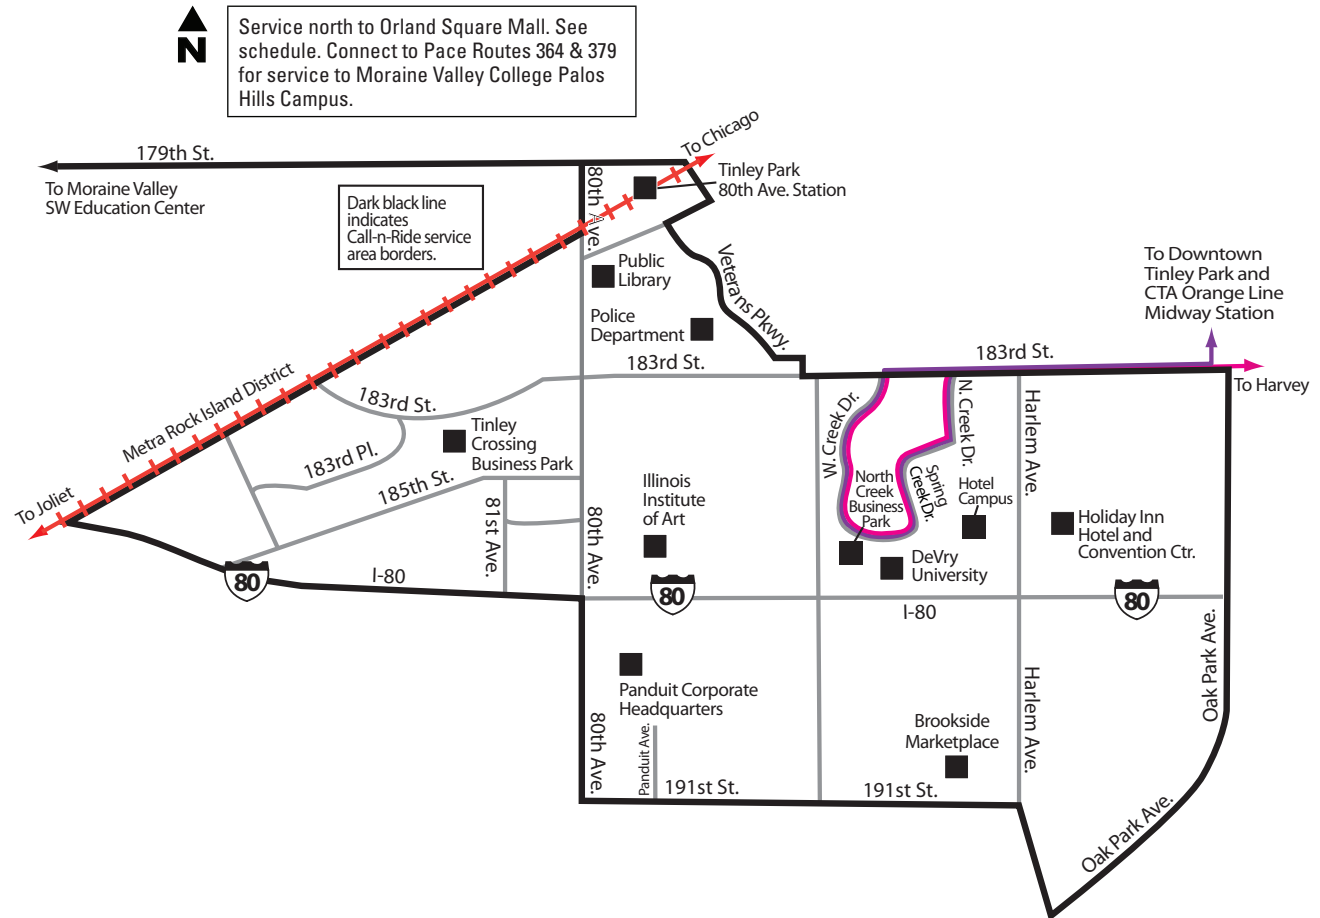 N
Service north to Orland Square Mall. See
schedule. Connect to Pace Routes 364 & 379
for service to Moraine Valley College Palos
Hills Campus.
179th St.
To Moraine Valley
SW Education Center
Dark black line
indicates
Call-n-Ride service
area borders.
80th Ave.
To Chicago
Tinley Park
80th Ave. Station
Public
Library
Police
Department
Veterans Pkwy.
To Downtown
Tinley Park and
CTA Orange Line
Midway Station
183rd St.
To Harvey
183rd St.
Metra Rock Island District
183rd St.
Tinley
Crossing
Business Park
183rd Pl.
185th St.
To Joliet
81st Ave.
80th Ave.
Illinois
Institute
of Art
W. Creek Dr.
N. Creek Dr.
Spring
Creek Dr.
North
Creek
Business
Park
Hotel
Campus
Harlem Ave.
Holiday Inn
Hotel and
Convention Ctr.
DeVry
University
I-80
80
80
I-80
80
Oak Park Ave.
Panduit Corporate
Headquarters
80th Ave.
Panduit Ave.
191st St.
Brookside
Marketplace
191st St.
Harlem Ave.
Oak Park Ave.